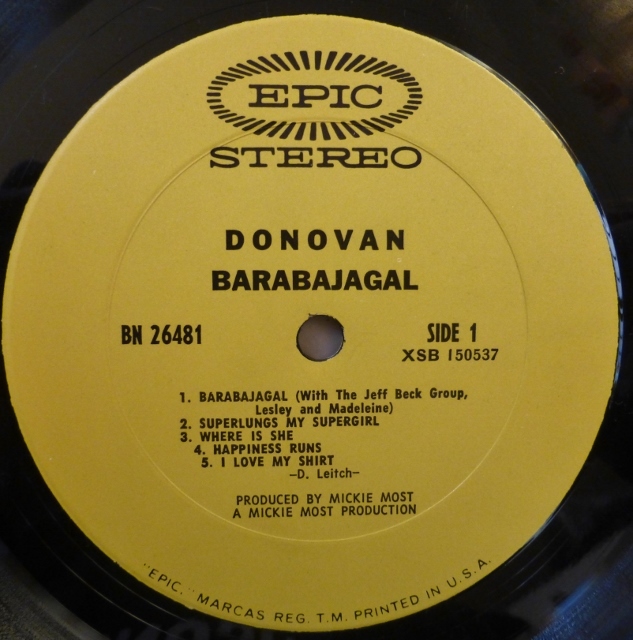 EPIC
STEREO
DONOVAN
BARABAJAGAL
BN 26481
SIDE 1
XSB 150537
1. BARABAJAGAL (With The Jeff Beck Group,
Lesley and Madeleine)
2. SUPERLUNGS MY SUPERGIRL
3. WHERE IS SHE
4. HAPPINESS RUNS
5. I LOVE MY SHIRT
—D. Leitch—
PRODUCED BY MICKIE MOST
A MICKIE MOST PRODUCTION
"EPIC," MARCAS REG. T.M. PRINTED IN U.S.A.